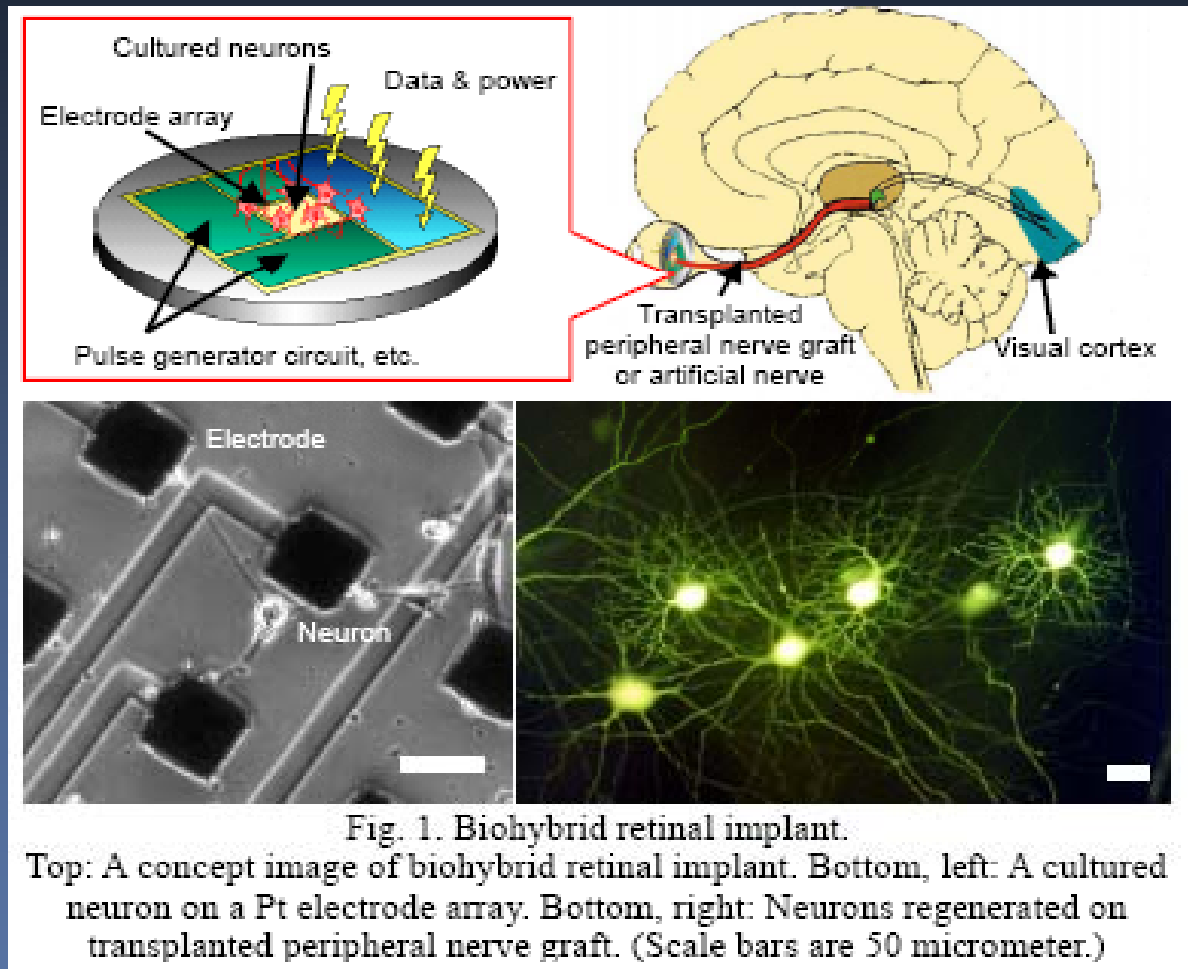 Cultured neurons
Data & power
Electrode array
Pulse generator circuit, etc.
Transplanted
peripheral nerve graft
or artificial nerve
Visual cortex
Electrode
Neuron
Fig. 1. Biohybrid retinal implant.
Top: A concept image of biohybrid retinal implant. Bottom, left: A cultured
neuron on a Pt electrode array. Bottom, right: Neurons regenerated on
transplanted peripheral nerve graft. (Scale bars are 50 micrometer.)